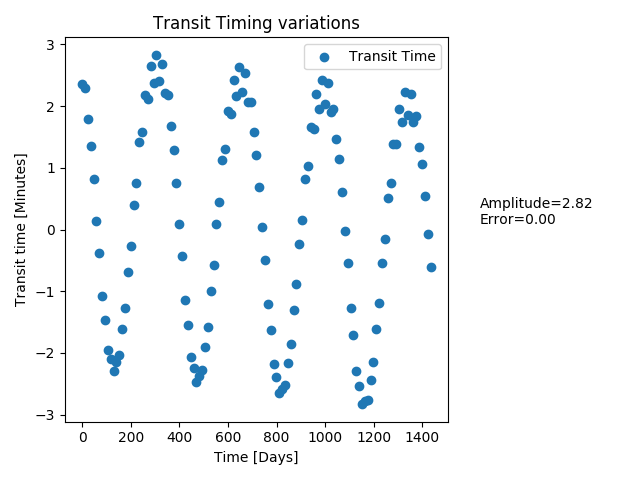 Transit Timing variations
Transit Time
Transit time [Minutes]
3
2
1
0
−1
−2
−3
0 200 400 600 800 1000 1200 1400
Time [Days]
Amplitude=2.82
Error=0.00